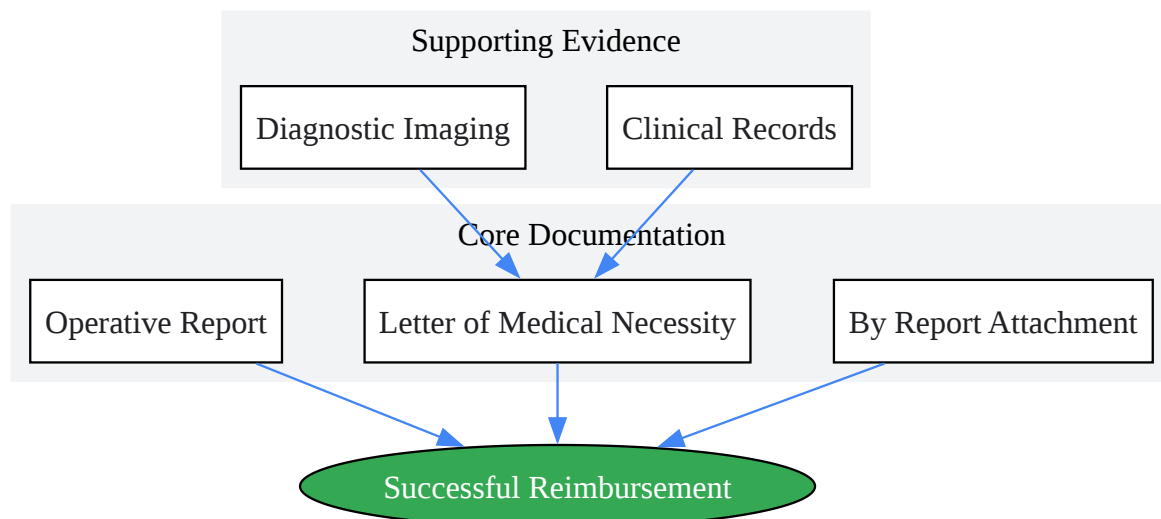 Supporting Evidence
Diagnostic Imaging
Clinical Records
Core Documentation
Operative Report
Letter of Medical Necessity
By Report Attachment
Successful Reimbursement